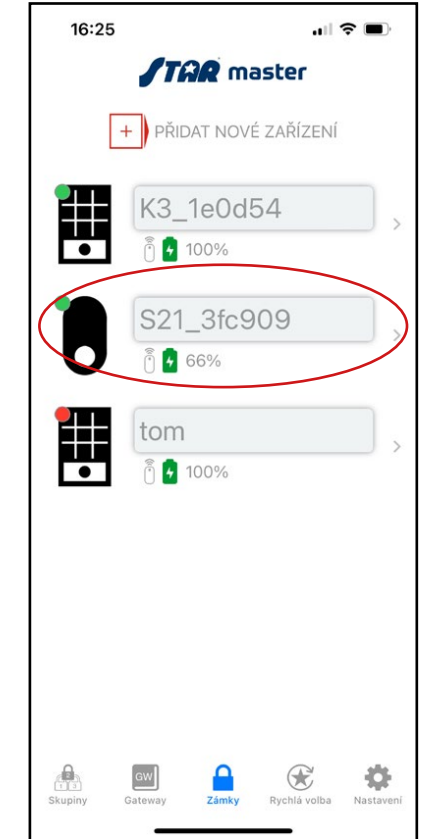 16:25
STAR master
+ PŘIDAT NOVÉ ZAŘÍZENÍ
K3_1e0d54
100%
S21_3fc909
66%
tom
100%
GW
Skupiny Gateway Zámky Rychlá volba Nastavení